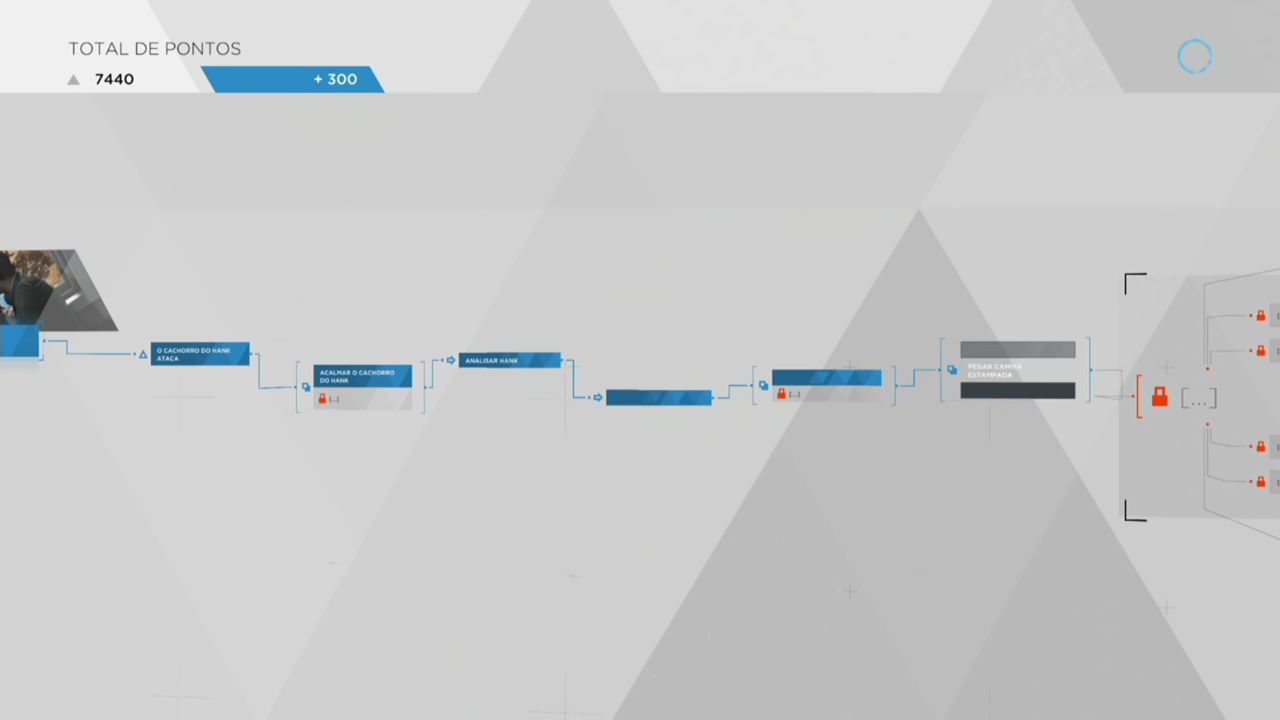 TOTAL DE PONTOS
7440
+ 300
O CACHORRO DO HANK
ATACA
ACALMAR O CACHORRO
DO HANK
[...]
ANALISAR HANK
[...]
PEGAR CAMISA
ESTAMPADA
[...]